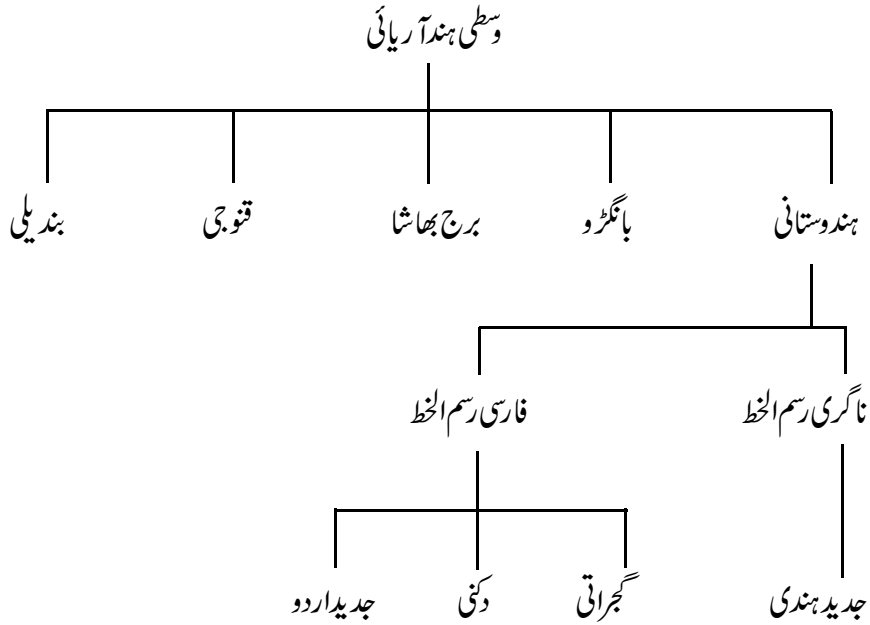 وسطی ہند آریائی
ہندوستانی بانگڑو برج بھاشا قنوجی بندیلی
ناگری رسم الخط فارسی رسم الخط
جدید ہندی گجراتی دکنی جدید اردو